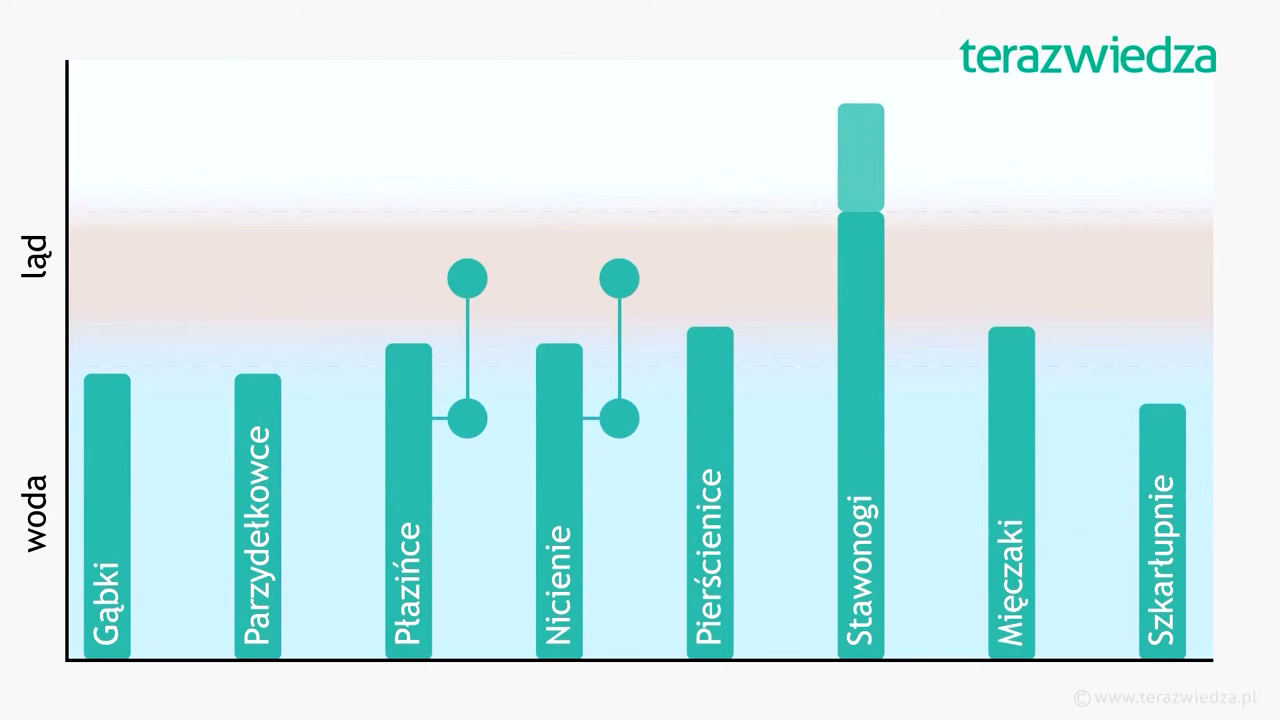 terazwiedza
ląd
woda
Gąbki
Parzydełkowce
Płazińce
Nicienie
Pierścienice
Stawonogi
Mięczaki
Szkarłupnie
© www.terazwiedza.pl